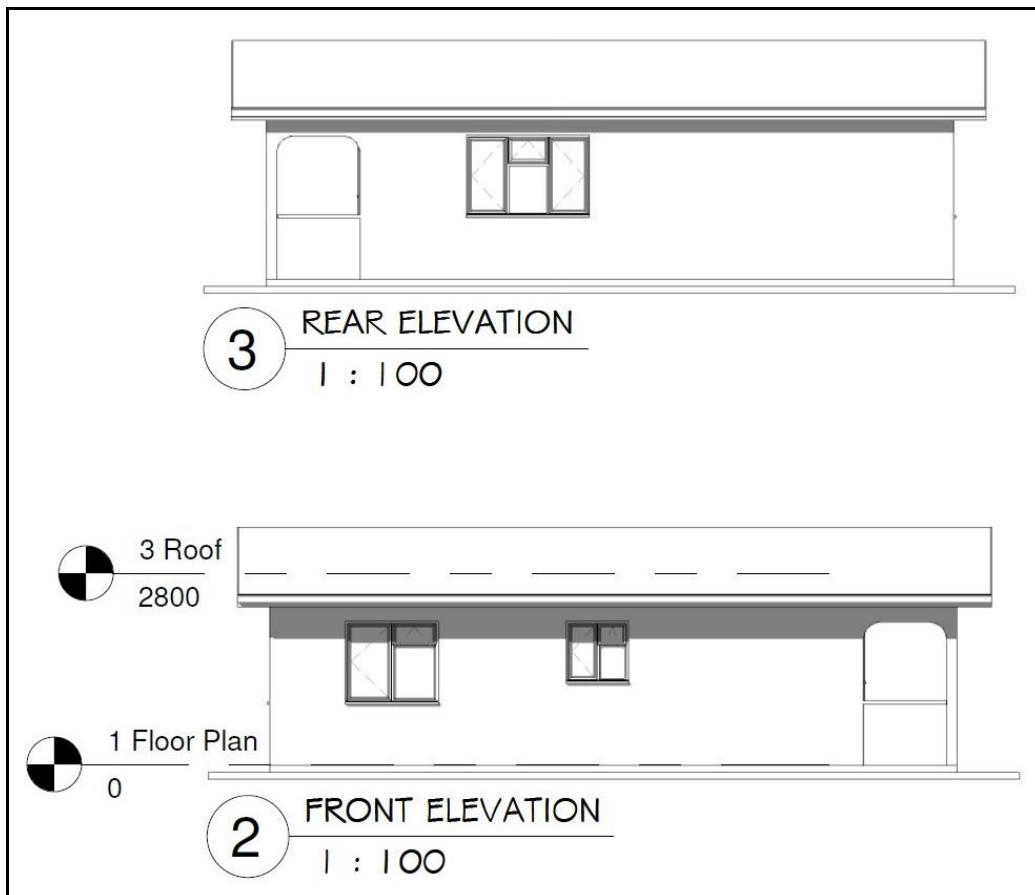 3
REAR ELEVATION
1 : 100
3 Roof
2800
1 Floor Plan
0
2
FRONT ELEVATION
1 : 100